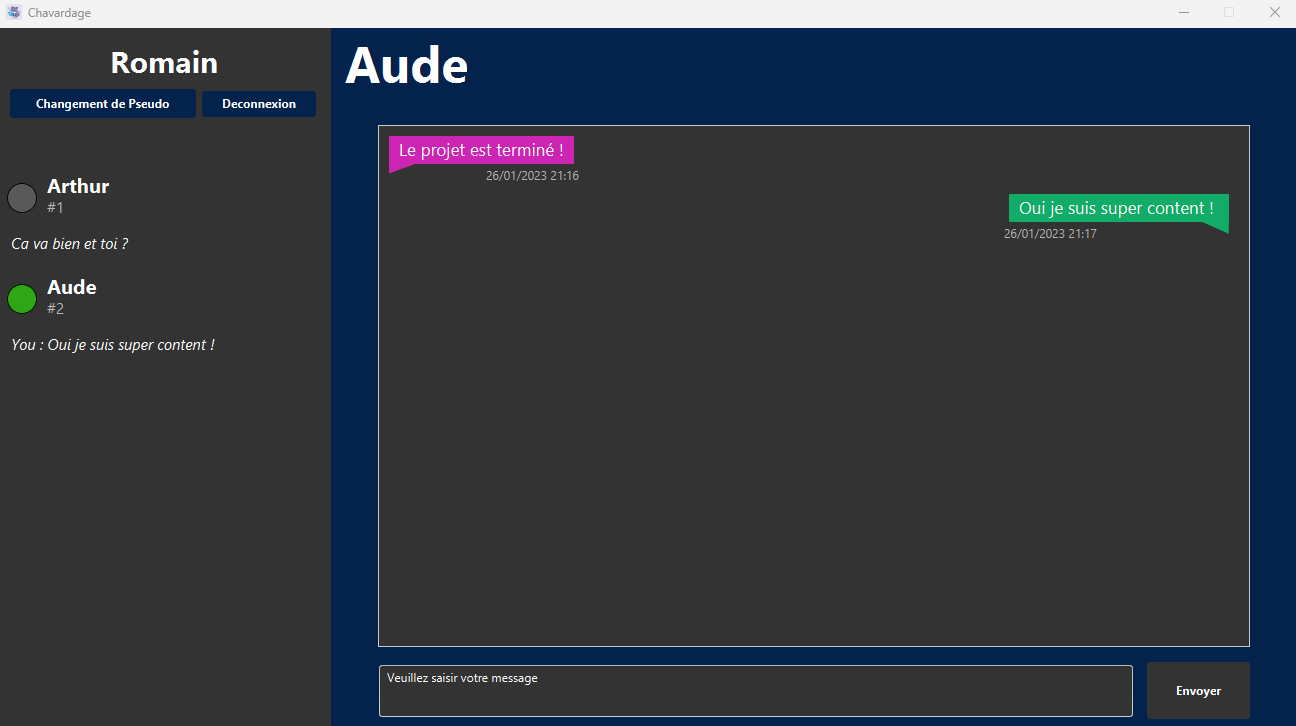 Chavardage
Romain
Changement de Pseudo
Deconnexion
Arthur
#1
Ca va bien et toi ?
Aude
#2
You : Oui je suis super content !
Aude
Le projet est terminé !
26/01/2023 21:16
Oui je suis super content !
26/01/2023 21:17
Veuillez saisir votre message
Envoyer